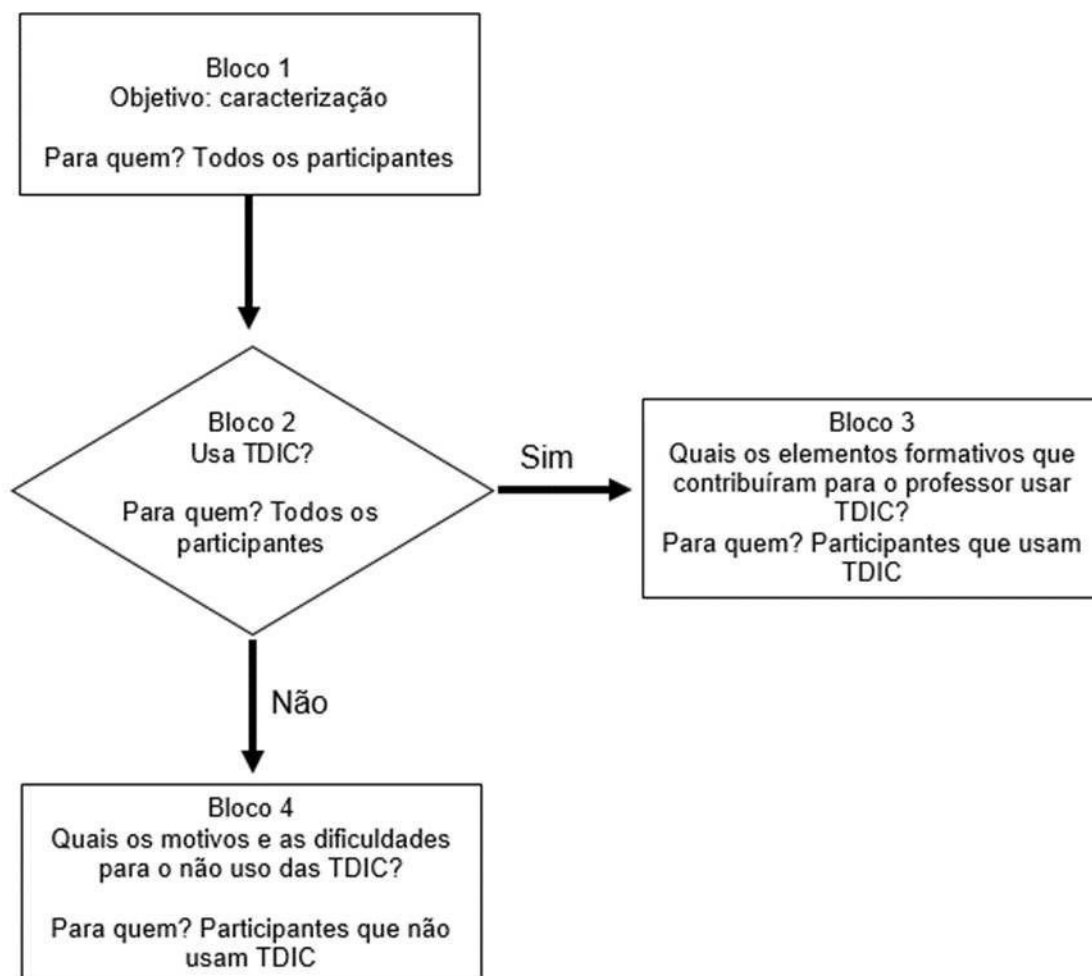 Bloco 1
Objetivo: caracterização
Para quem? Todos os participantes
Bloco 2
Usa TDIC?
Para quem? Todos os
participantes
Sim
Bloco 3
Quais os elementos formativos que
contribuíram para o professor usar
TDIC?
Para quem? Participantes que usam
TDIC
Não
Bloco 4
Quais os motivos e as dificuldades
para o não uso das TDIC?
Para quem? Participantes que não
usam TDIC